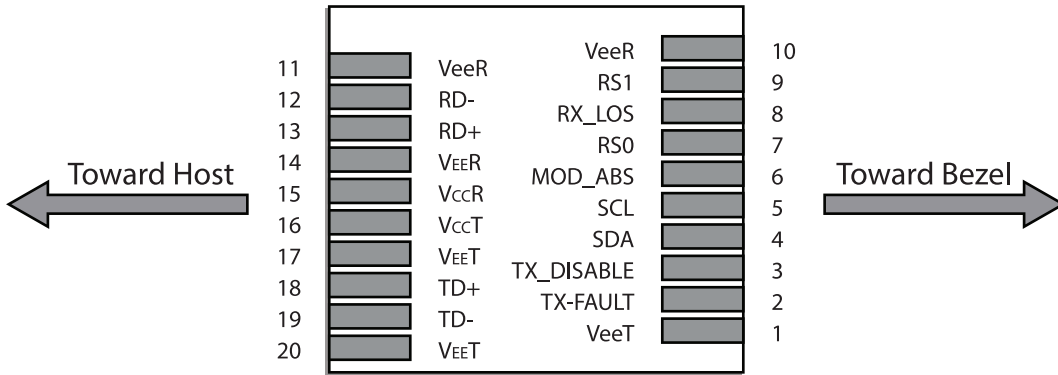 11 VeeR
12 RD-
13 RD+
14 VEER
15 VCCR
16 VCCT
17 VEET
18 TD+
19 TD-
20 VEET
VeeR 10
RS1 9
RX_LOS 8
RS0 7
MOD_ABS 6
SCL 5
SDA 4
TX_DISABLE 3
TX-FAULT 2
VeeT 1
Toward Host
Toward Bezel